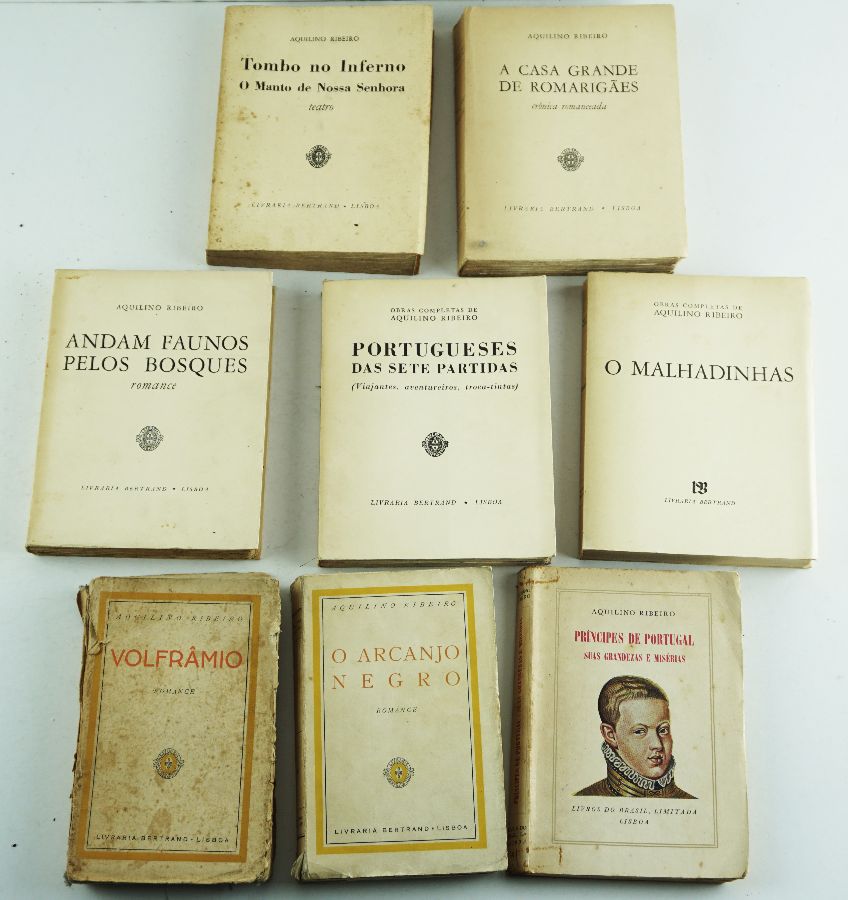 AQUILINO RIBEIRO
Tombo no Inferno
O Manto de Nossa Senhora
teatro
LIVRARIA BERTRAND • LISBOA
AQUILINO RIBEIRO
A CASA GRANDE
DE ROMARIGÃES
crónica romanceada
LIVRARIA BERTRAND • LISBOA
AQUILINO RIBEIRO
ANDAM FAUNOS
PELOS BOSQUES
romance
LIVRARIA BERTRAND • LISBOA
OBRAS COMPLETAS DE
AQUILINO RIBEIRO
PORTUGUESES
DAS SETE PARTIDAS
(Viajantes, aventureiros, troca-tintas)
LIVRARIA BERTRAND • LISBOA
OBRAS COMPLETAS DE
AQUILINO RIBEIRO
O MALHADINHAS
LIVRARIA BERTRAND
AQUILINO RIBEIRO
VOLFRÂMIO
ROMANCE
LIVRARIA BERTRAND • LISBOA
AQUILINO RIBEIRO
O ARCANJO
NEGRO
ROMANCE
LIVRARIA BERTRAND • LISBOA
AQUILINO RIBEIRO
PRÍNCIPES DE PORTUGAL
SUAS GRANDEZAS E MISÉRIAS
LIVROS DO BRASIL, LIMITADA
LISBOA